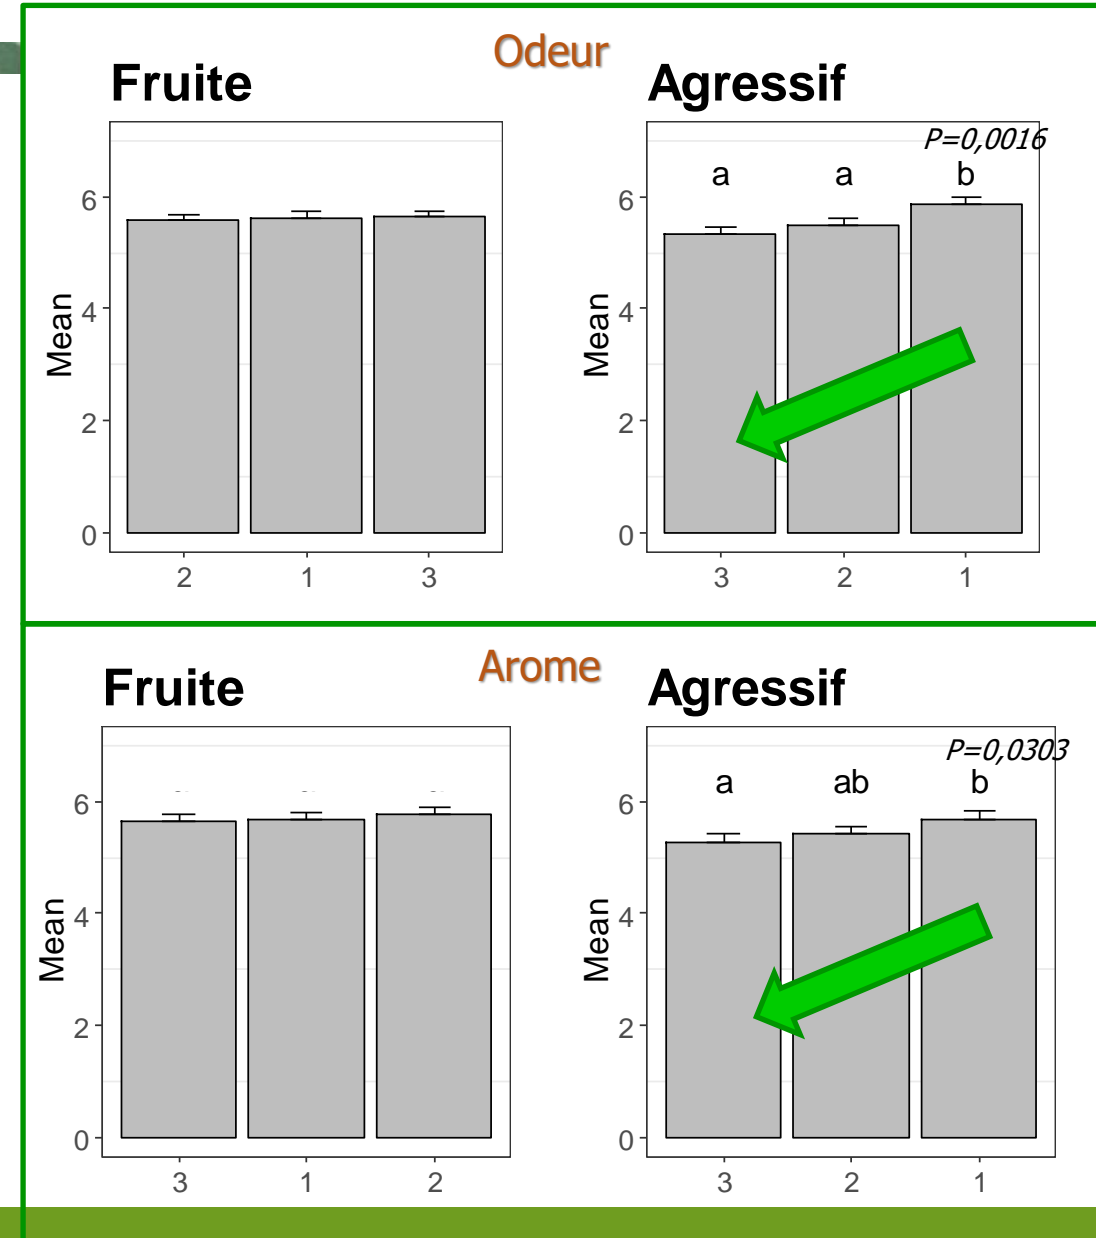 Odeur
Fruite
Agressif
P=0,0016
a a b
Mean
6
4
2
0
2 1 3
Mean
6
4
2
0
3 2 1
Arome
Fruite
Agressif
P=0,0303
a ab b
Mean
6
4
2
0
3 1 2
Mean
6
4
2
0
3 2 1